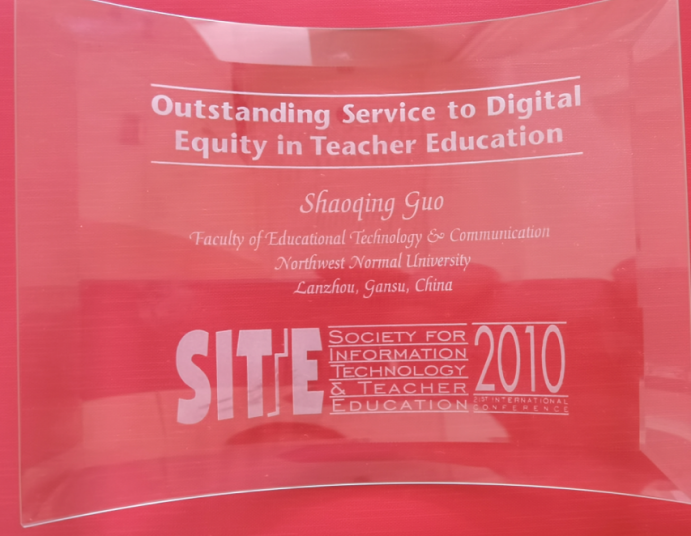 Outstanding Service to Digital
Equity in Teacher Education
Shaoqing Guo
Faculty of Educational Technology & Communication
Northwest Normal University
Lanzhou, Gansu, China
SITE
SOCIETY FOR
INFORMATION
TECHNOLOGY
& TEACHER
EDUCATION
2010
21ST INTERNATIONAL
CONFERENCE